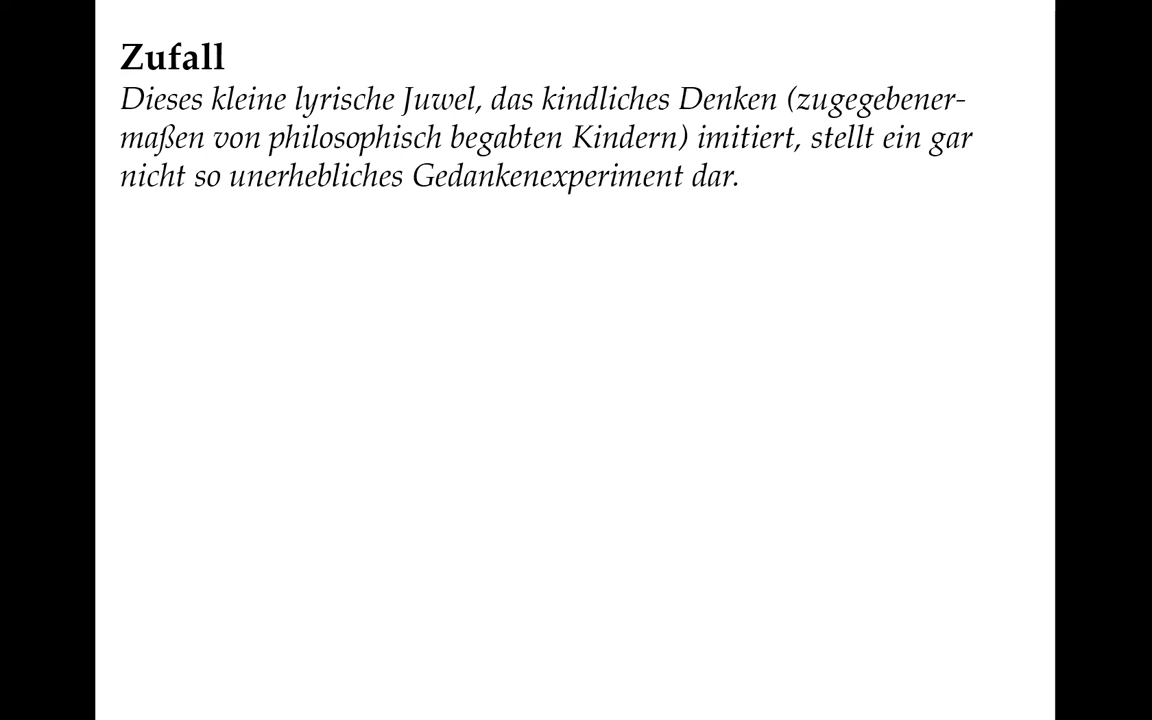 Zufall
Dieses kleine lyrische Juwel, das kindliches Denken (zugegebener-
maßen von philosophisch begabten Kindern) imitiert, stellt ein gar
nicht so unerhebliches Gedankenexperiment dar.